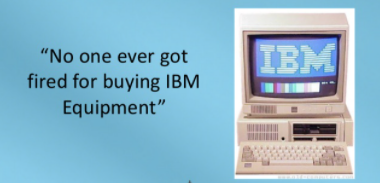 “No one ever got
fired for buying IBM
Equipment”
IBM